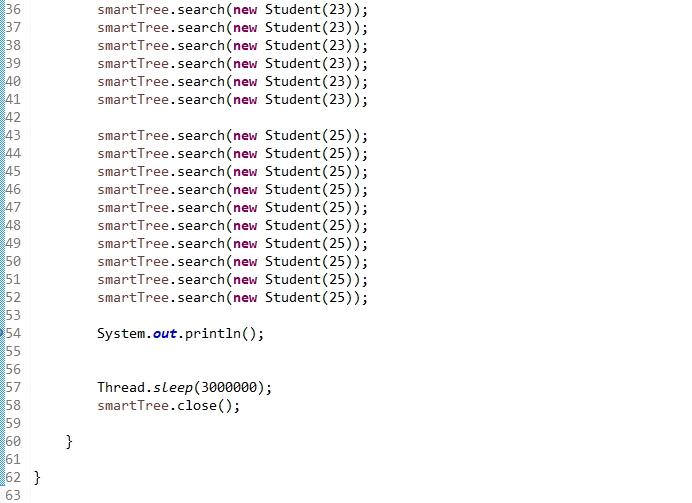 36        smartTree.search(new Student(23));
37        smartTree.search(new Student(23));
38        smartTree.search(new Student(23));
39        smartTree.search(new Student(23));
40        smartTree.search(new Student(23));
41        smartTree.search(new Student(23));
42
43        smartTree.search(new Student(25));
44        smartTree.search(new Student(25));
45        smartTree.search(new Student(25));
46        smartTree.search(new Student(25));
47        smartTree.search(new Student(25));
48        smartTree.search(new Student(25));
49        smartTree.search(new Student(25));
50        smartTree.search(new Student(25));
51        smartTree.search(new Student(25));
52        smartTree.search(new Student(25));
53
54        System.out.println();
55
56
57        Thread.sleep(3000000);
58        smartTree.close();
59
60    }
61
62 }
63